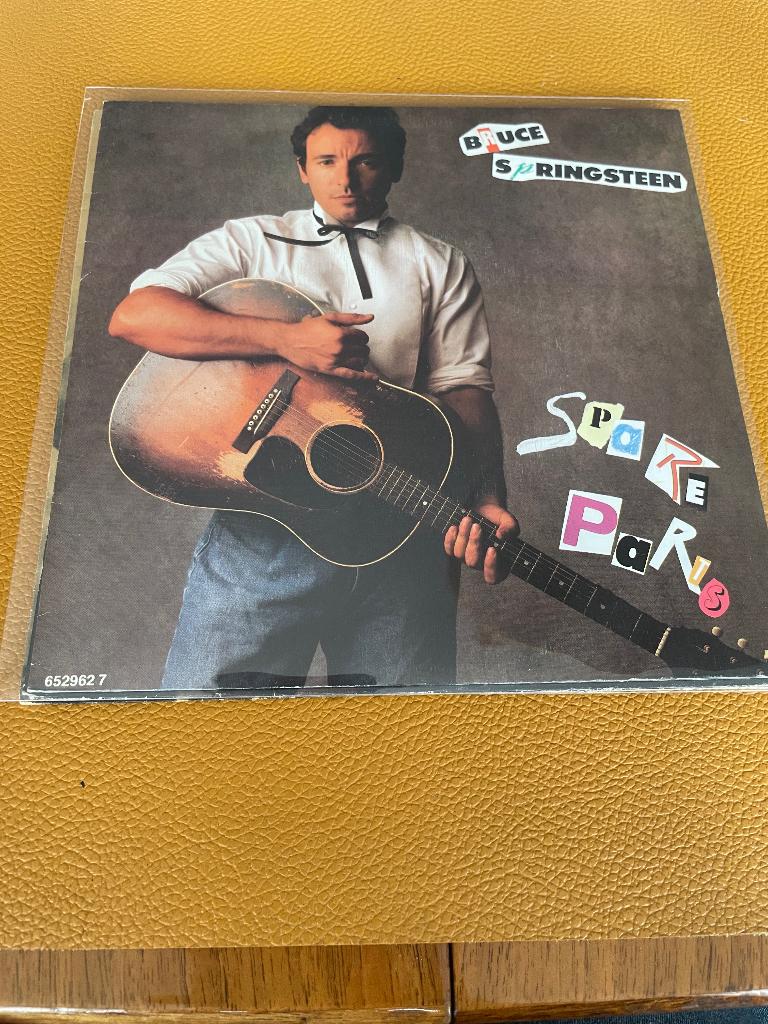 BRUCE
SpRINGSTEEN
SPaRE
PaRTS
652962 7